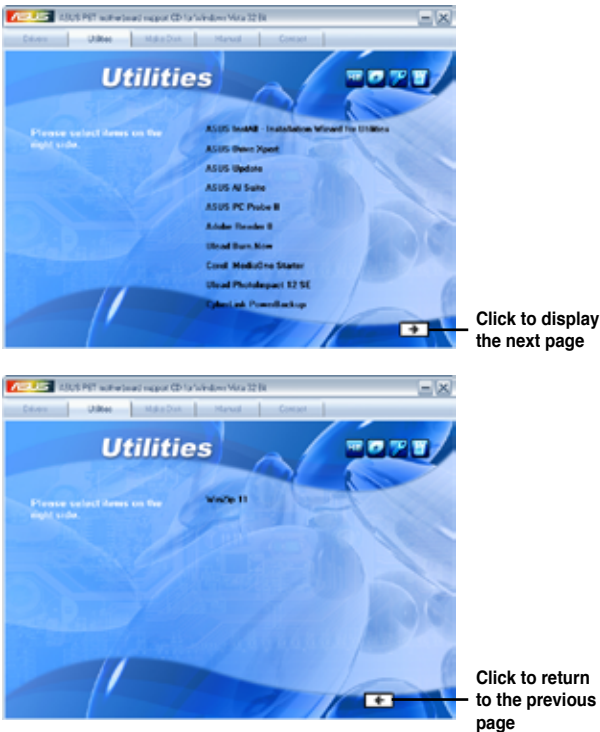 ASUS
ASUS P5T motherboard support CD for Windows Vista 32 Bit
Drivers
Utilities
Make Disk
Manual
Contact
Utilities
Please select items on the
right side.
ASUS InstAll - Installation Wizard for Utilities
ASUS
Xpert
ASUS Update
ASUS AI Suite
ASUS PC Probe II
Adobe Reader 8
Ulead Burn.Now
Corel MediaOne Starter
Ulead PhotoImpact 12 SE
CyberLink PowerBackup
Click to display
the next page
ASUS
ASUS P5T motherboard support CD for Windows Vista 32 Bit
Drivers
Utilities
Make Disk
Manual
Contact
Utilities
Please select items on the
right side.
WinZip 11
Click to return
to the previous
page